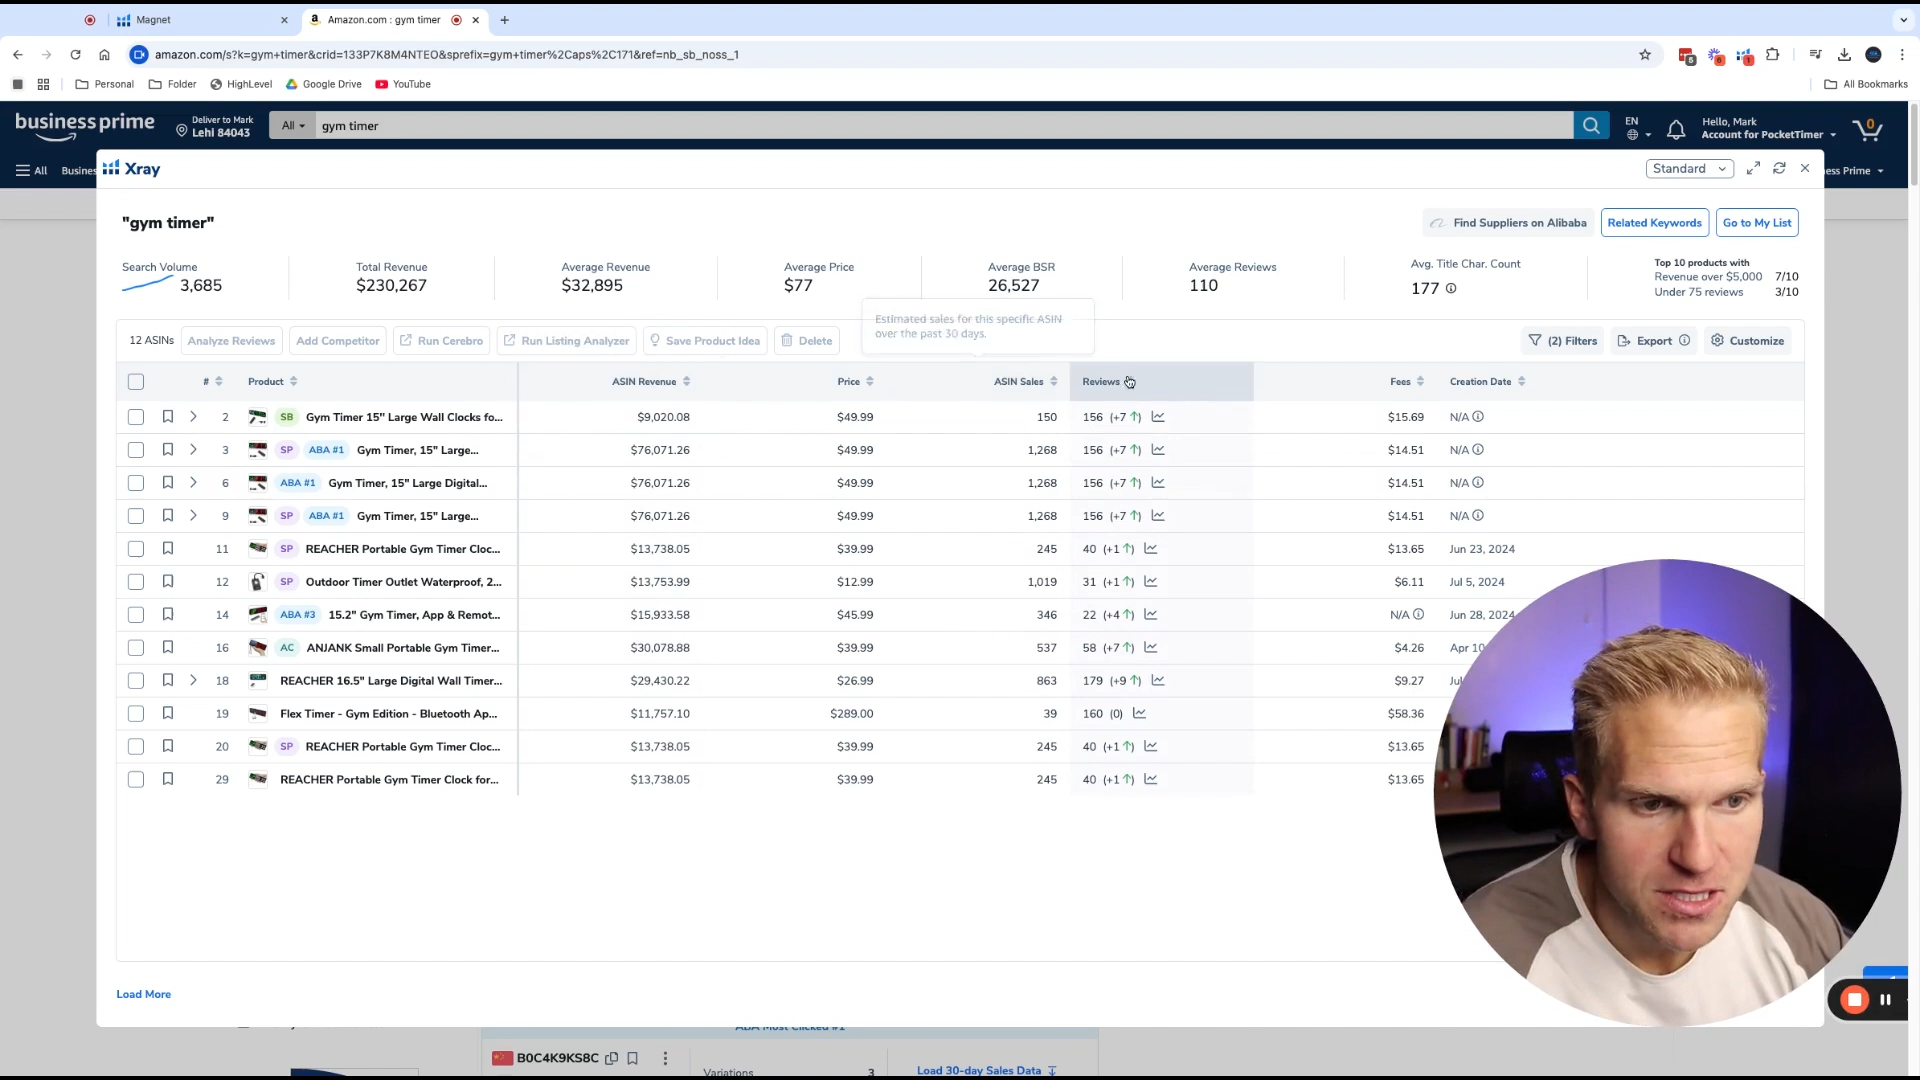 Magnet
Amazon.com : gym timer
amazon.com/s?k=gym+timer&crid=133P7K8M4NTEO&sprefix=gym+timer%2Caps%2C171&ref=nb_sb_noss_1
Personal Folder HighLevel Google Drive YouTube All Bookmarks
business prime
Deliver to Mark
Lehi 84043
All gym timer
EN
Hello, Mark
Account for PocketTimer
0
All
Xray
Standard
"gym timer"
Find Suppliers on Alibaba Related Keywords Go to My List
Search Volume
3,685
Total Revenue
$230,267
Average Revenue
$32,895
Average Price
$77
Average BSR
26,527
Average Reviews
110
Avg. Title Char. Count
177
Top 10 products with
Revenue over $5,000 7/10
Under 75 reviews 3/10
Estimated sales for this specific ASIN
over the past 30 days.
12 ASINs Analyze Reviews Add Competitor Run Cerebro Run Listing Analyzer Save Product Idea Delete (2) Filters Export Customize
# Product ASIN Revenue Price ASIN Sales Reviews Fees Creation Date
2 SB Gym Timer 15" Large Wall Clocks fo... $9,020.08 $49.99 150 156 (+7 ↑) $15.69 N/A
3 SP ABA #1 Gym Timer, 15" Large... $76,071.26 $49.99 1,268 156 (+7 ↑) $14.51 N/A
6 ABA #1 Gym Timer, 15" Large Digital... $76,071.26 $49.99 1,268 156 (+7 ↑) $14.51 N/A
9 SP ABA #1 Gym Timer, 15" Large... $76,071.26 $49.99 1,268 156 (+7 ↑) $14.51 N/A
11 SP REACHER Portable Gym Timer Cloc... $13,738.05 $39.99 245 40 (+1 ↑) $13.65 Jun 23, 2024
12 SP Outdoor Timer Outlet Waterproof, 2... $13,753.99 $12.99 1,019 31 (+1 ↑) $6.11 Jul 5, 2024
14 ABA #3 15.2" Gym Timer, App & Remot... $15,933.58 $45.99 346 22 (+4 ↑) N/A Jun 28, 2024
16 AC ANJANK Small Portable Gym Timer... $30,078.88 $39.99 537 58 (+7 ↑) $4.26 Apr 10
18 REACHER 16.5" Large Digital Wall Timer... $29,430.22 $26.99 863 179 (+9 ↑) $9.27
19 Flex Timer - Gym Edition - Bluetooth Ap... $11,757.10 $289.00 39 160 (0) $58.36
20 SP REACHER Portable Gym Timer Cloc... $13,738.05 $39.99 245 40 (+1 ↑) $13.65
29 REACHER Portable Gym Timer Clock for... $13,738.05 $39.99 245 40 (+1 ↑) $13.65
Load More
ABA Most Clicked #1
B0C4K9KS8C
Variations 3
Load 30-day Sales Data